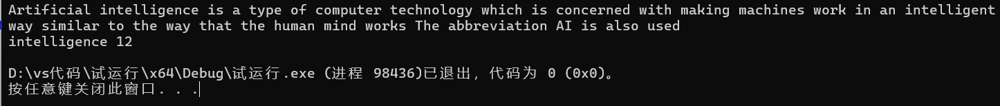 Artificial intelligence is a type of computer technology which is concerned with making machines work in an intelligent
way similar to the way that the human mind works The abbreviation AI is also used
intelligence 12
D:\vs代码\试运行\x64\Debug\试运行.exe (进程 98436)已退出，代码为 0 (0x0)。
按任意键关闭此窗口. . .